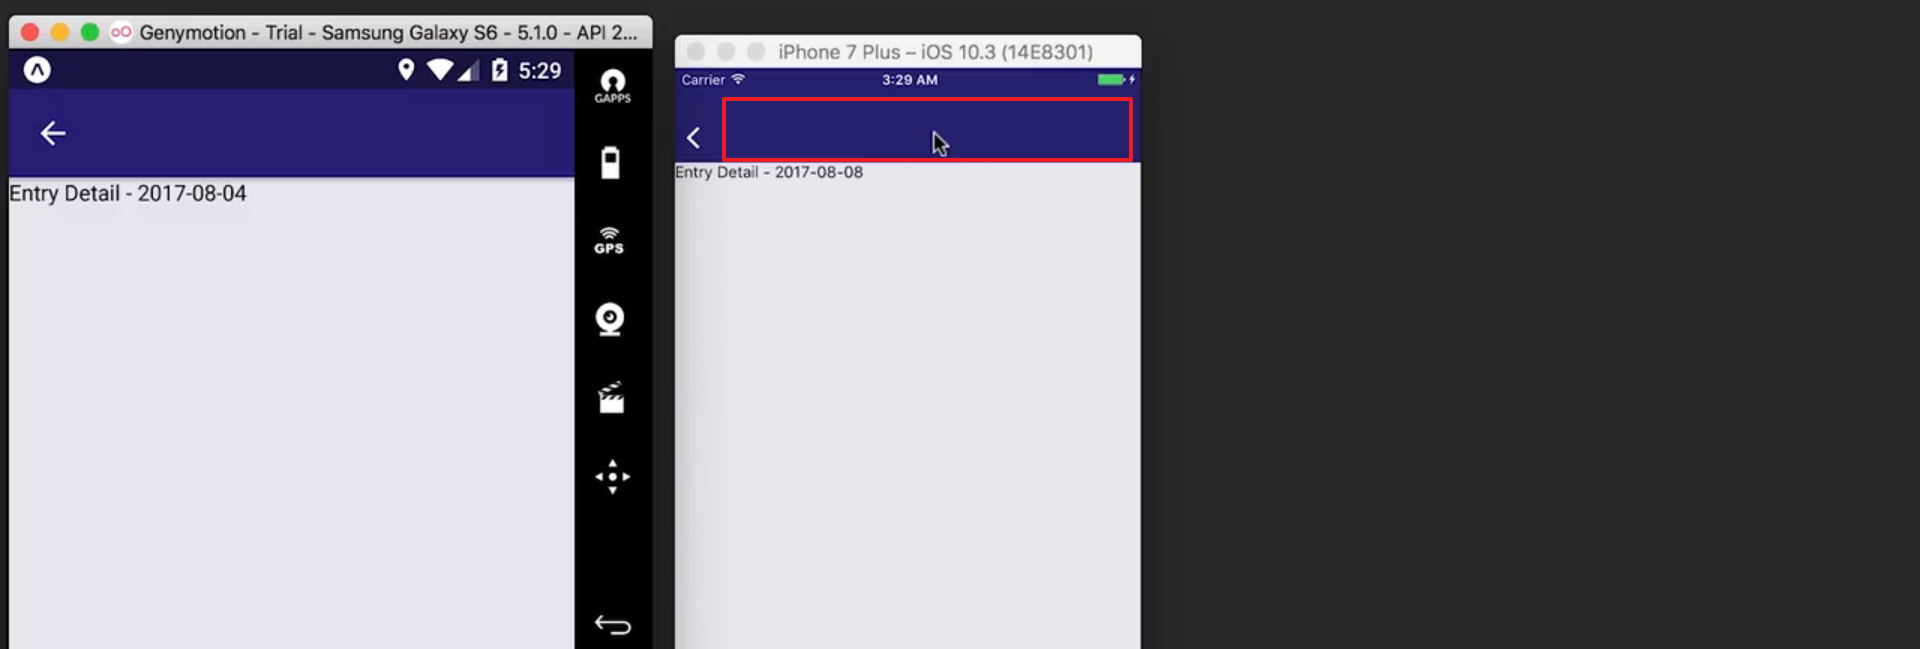 Genymotion - Trial - Samsung Galaxy S6 - 5.1.0 - API 2...
5:29
GAPPS
Entry Detail - 2017-08-04
GPS
iPhone 7 Plus – iOS 10.3 (14E8301)
Carrier 3:29 AM
Entry Detail - 2017-08-08